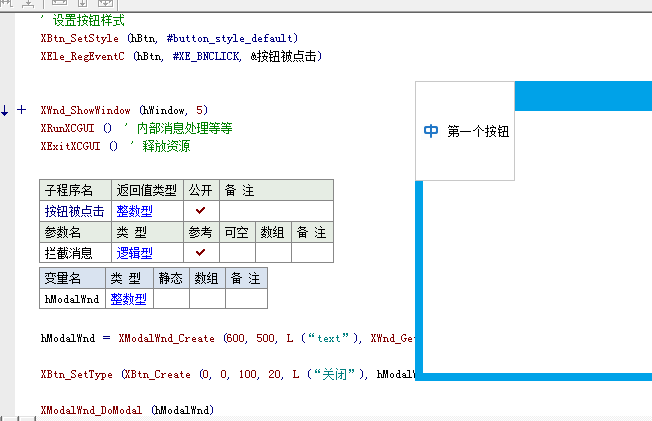 ' 设置按钮样式
XBtn_SetStyle (hBtn, #button_style_default)
XEle_RegEventC (hBtn, #XE_BNCLICK, &按钮被点击)
XWnd_ShowWindow (hWindow, 5)
XRunXCGUI () ' 内部消息处理等等
XExitXCGUI () ' 释放资源
中 第一个按钮
子程序名 返回值类型 公开 备 注
按钮被点击 整数型
参数名 类 型 参考 可空 数组 备 注
拦截消息 逻辑型
变量名 类 型 静态 数组 备 注
hModalWnd 整数型
hModalWnd = XModalWnd_Create (600, 500, L (“text”), XWnd_Ge
XBtn_SetType (XBtn_Create (0, 0, 100, 20, L (“关闭”), hModalW
XModalWnd_DoModal (hModalWnd)